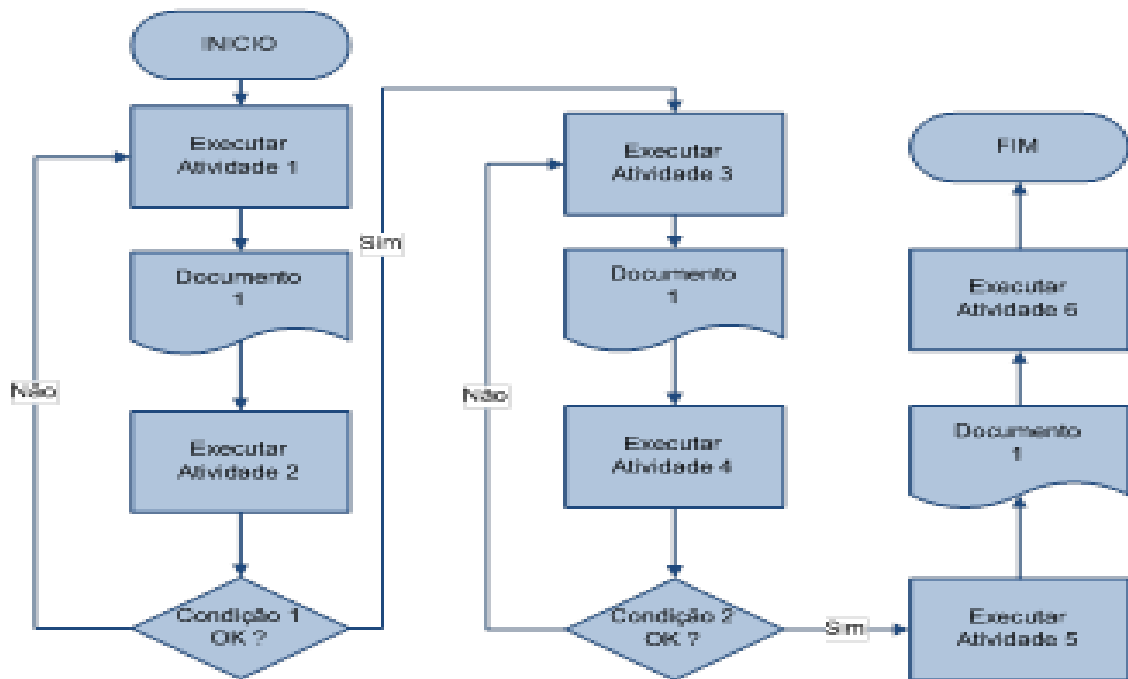 INICIO
Executar
Atividade 1
Documento
1
Não
Executar
Atividade 2
Condição 1
OK ?
Sim
Executar
Atividade 3
Documento
1
Não
Executar
Atividade 4
Condição 2
OK ?
Sim
Executar
Atividade 5
Documento
1
Executar
Atividade 6
FIM